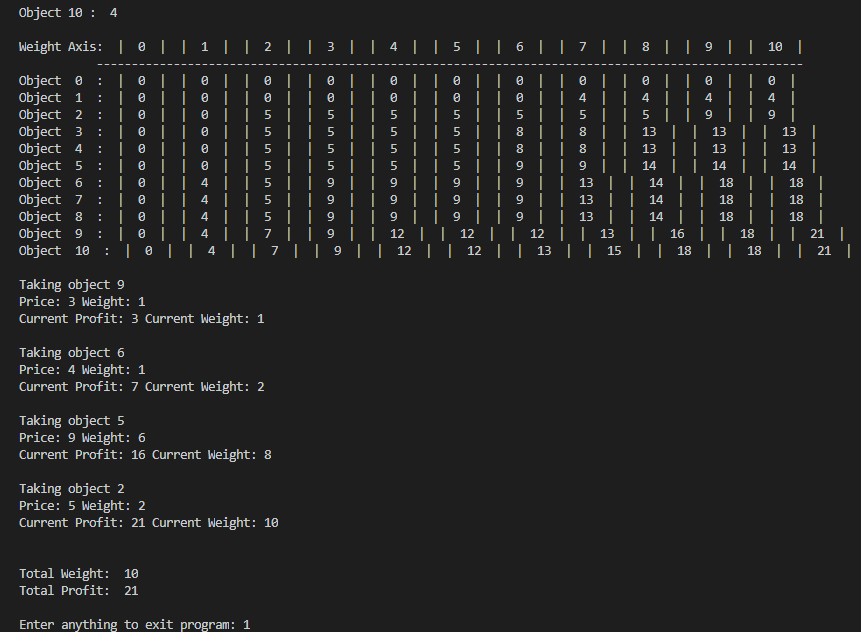 Object 10 :  4
Weight Axis:  |  0  |  |  1  |  |  2  |  |  3  |  |  4  |  |  5  |  |  6  |  |  7  |  |  8  |  |  9  |  |  10  |
-----------------------------------------------------------------------------------------------------
Object  0  :  |  0  |  |  0  |  |  0  |  |  0  |  |  0  |  |  0  |  |  0  |  |  0  |  |  0  |  |  0  |  |  0  |
Object  1  :  |  0  |  |  0  |  |  0  |  |  0  |  |  0  |  |  0  |  |  0  |  |  4  |  |  4  |  |  4  |  |  4  |
Object  2  :  |  0  |  |  0  |  |  5  |  |  5  |  |  5  |  |  5  |  |  5  |  |  5  |  |  5  |  |  9  |  |  9  |
Object  3  :  |  0  |  |  0  |  |  5  |  |  5  |  |  5  |  |  5  |  |  8  |  |  8  |  |  13  |  |  13  |  |  13  |
Object  4  :  |  0  |  |  0  |  |  5  |  |  5  |  |  5  |  |  5  |  |  8  |  |  8  |  |  13  |  |  13  |  |  13  |
Object  5  :  |  0  |  |  0  |  |  5  |  |  5  |  |  5  |  |  5  |  |  9  |  |  9  |  |  14  |  |  14  |  |  14  |
Object  6  :  |  0  |  |  4  |  |  5  |  |  9  |  |  9  |  |  9  |  |  9  |  |  13  |  |  14  |  |  18  |  |  18  |
Object  7  :  |  0  |  |  4  |  |  5  |  |  9  |  |  9  |  |  9  |  |  9  |  |  13  |  |  14  |  |  18  |  |  18  |
Object  8  :  |  0  |  |  4  |  |  5  |  |  9  |  |  9  |  |  9  |  |  9  |  |  13  |  |  14  |  |  18  |  |  18  |
Object  9  :  |  0  |  |  4  |  |  7  |  |  9  |  |  12  |  |  12  |  |  12  |  |  13  |  |  16  |  |  18  |  |  21  |
Object  10  :  |  0  |  |  4  |  |  7  |  |  9  |  |  12  |  |  12  |  |  13  |  |  15  |  |  18  |  |  18  |  |  21  |
Taking object 9
Price: 3 Weight: 1
Current Profit: 3 Current Weight: 1
Taking object 6
Price: 4 Weight: 1
Current Profit: 7 Current Weight: 2
Taking object 5
Price: 9 Weight: 6
Current Profit: 16 Current Weight: 8
Taking object 2
Price: 5 Weight: 2
Current Profit: 21 Current Weight: 10
Total Weight:  10
Total Profit:  21
Enter anything to exit program: 1